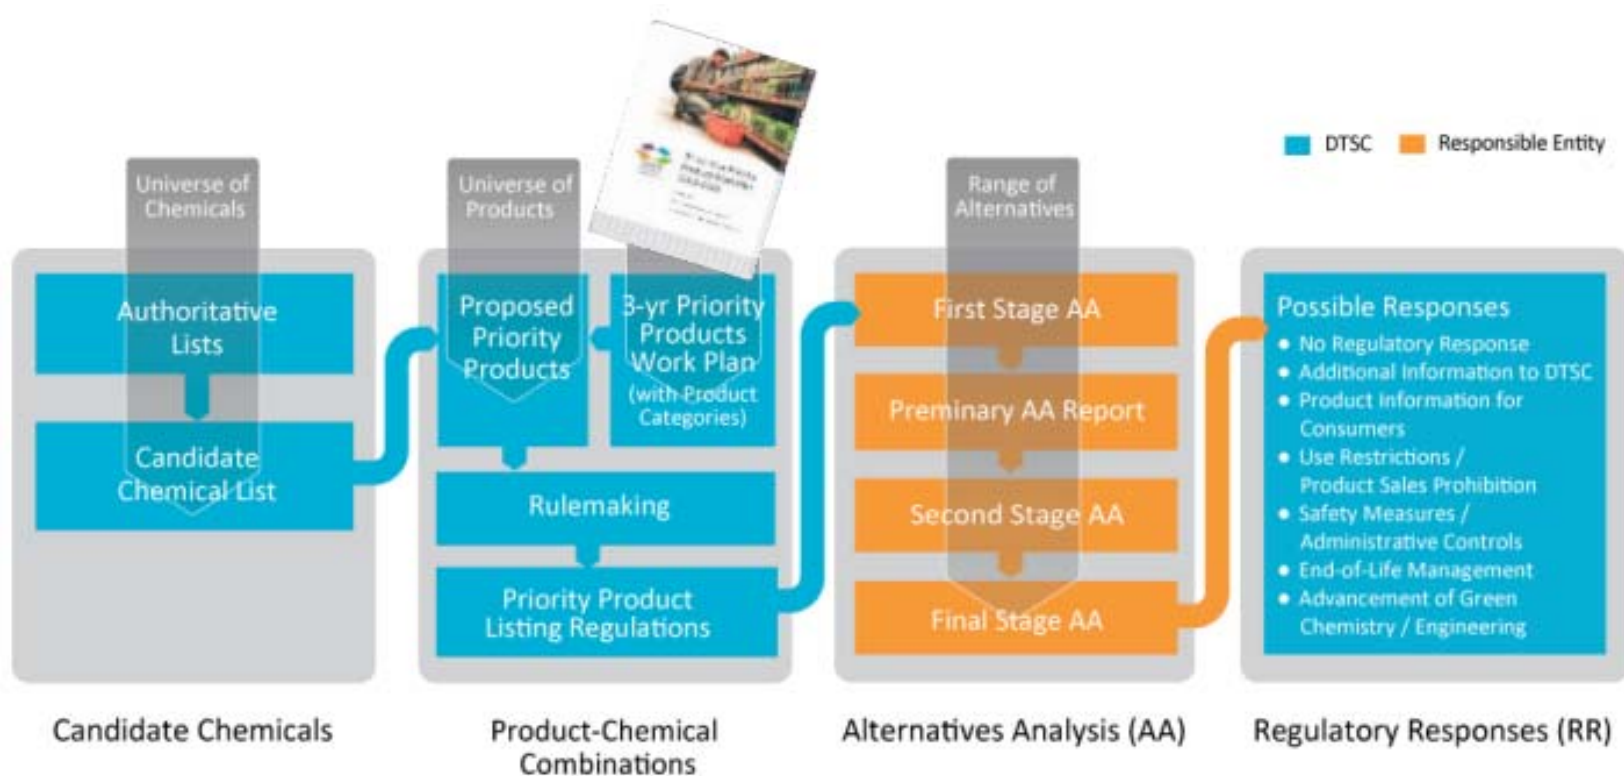 DTSC
Responsible Entity
Universe of
Chemicals
Authoritative
Lists
Candidate
Chemical List
Candidate Chemicals
Universe of
Products
Proposed
Priority
Products
3-yr Priority
Products
Work Plan
(with Product
Categories)
Rulemaking
Priority Product
Listing Regulations
Product-Chemical
Combinations
Range of
Alternatives
First Stage AA
Preminary AA Report
Second Stage AA
Final Stage AA
Alternatives Analysis (AA)
Possible Responses
● No Regulatory Response
● Additional Information to DTSC
● Product Information for
Consumers
● Use Restrictions /
Product Sales Prohibition
● Safety Measures /
Administrative Controls
● End-of-Life Management
● Advancement of Green
Chemistry / Engineering
Regulatory Responses (RR)